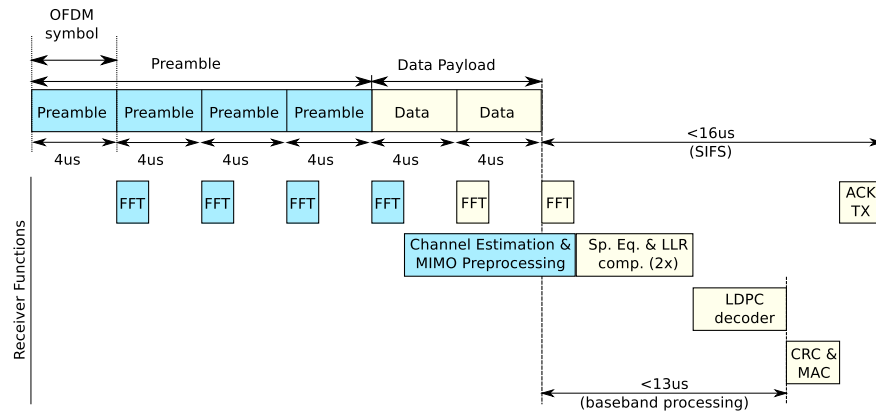 OFDM
symbol
Preamble
Data Payload
Preamble
Preamble
Preamble
Preamble
Data
Data
4us
4us
4us
4us
4us
4us
<16us
(SIFS)
FFT
FFT
FFT
FFT
FFT
FFT
ACK
TX
Channel Estimation &
MIMO Preprocessing
Sp. Eq. & LLR
comp. (2x)
LDPC
decoder
CRC &
MAC
<13us
(baseband processing)
Receiver Functions